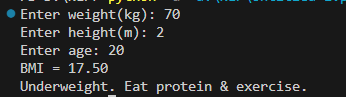 Enter weight(kg): 70
Enter height(m): 2
Enter age: 20
BMI = 17.50
Underweight. Eat protein & exercise.